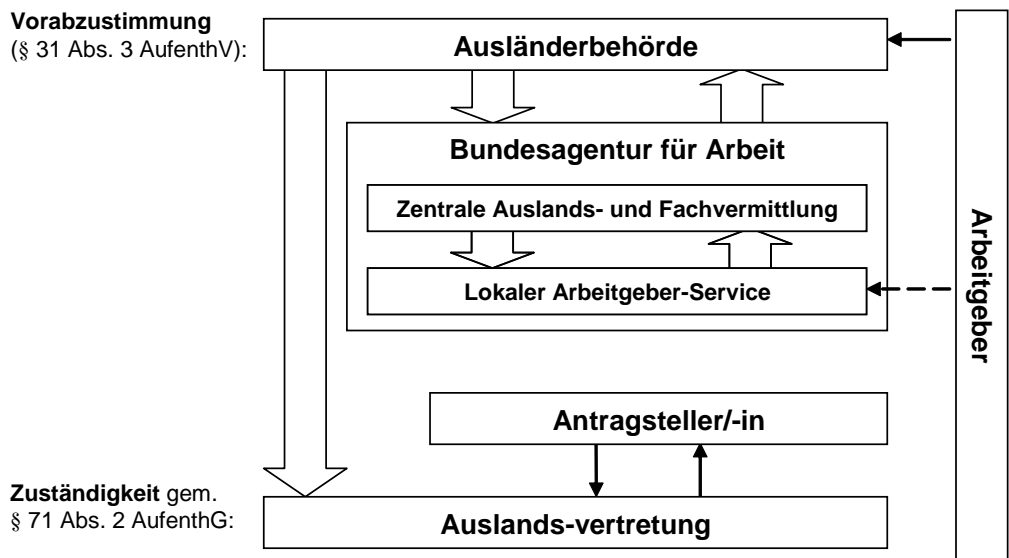 Vorabzustimmung
(§ 31 Abs. 3 AufenthV):
Ausländerbehörde
Bundesagentur für Arbeit
Zentrale Auslands- und Fachvermittlung
Lokaler Arbeitgeber-Service
Arbeitgeber
Antragsteller/-in
Zuständigkeit gem.
§ 71 Abs. 2 AufenthG:
Auslands-vertretung